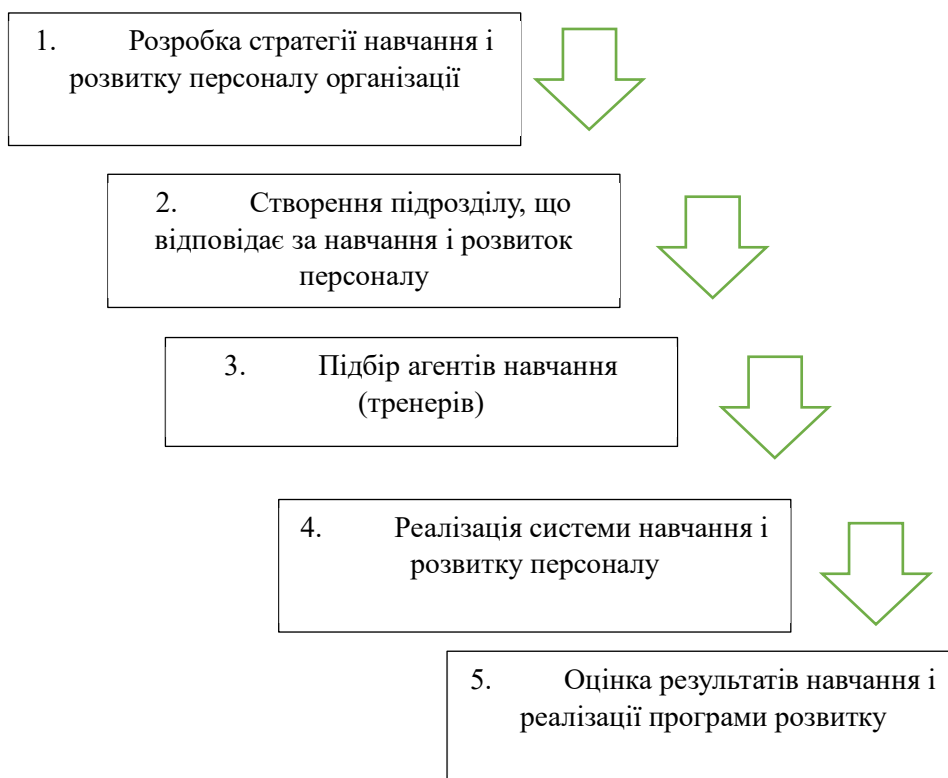 1. Розробка стратегії навчання і
розвитку персоналу організації
2. Створення підрозділу, що
відповідає за навчання і розвиток
персоналу
3. Підбір агентів навчання
(тренерів)
4. Реалізація системи навчання і
розвитку персоналу
5. Оцінка результатів навчання і
реалізації програми розвитку